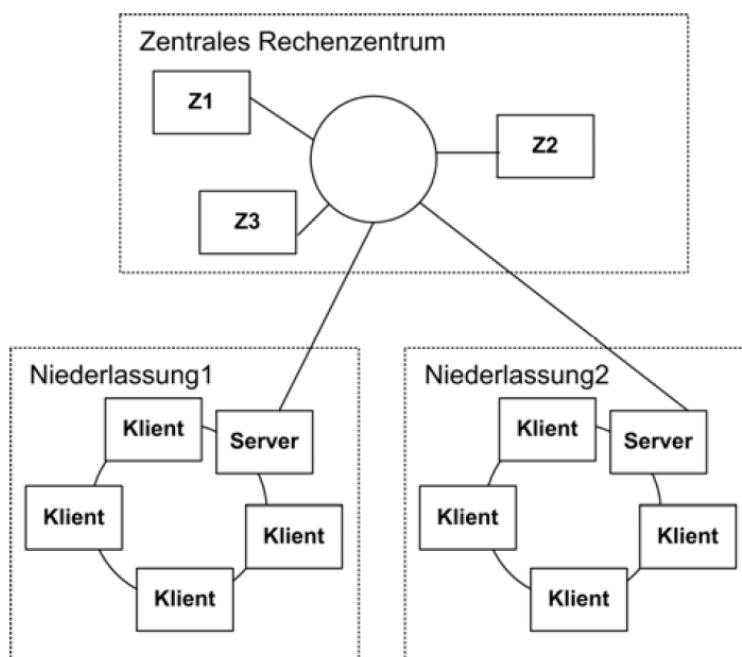 Zentrales Rechenzentrum
Z1
Z2
Z3
Niederlassung1
Klient
Server
Klient
Klient
Klient
Niederlassung2
Klient
Server
Klient
Klient
Klient